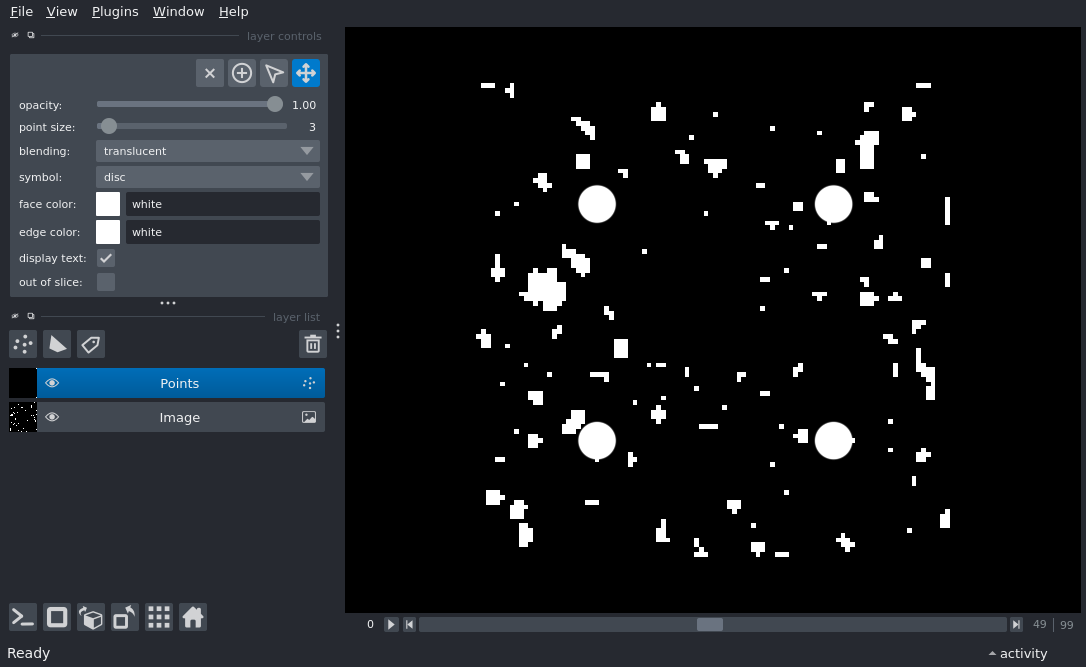 File View Plugins Window Help
layer controls
opacity: 1.00
point size: 3
blending: translucent
symbol: disc
face color: white
edge color: white
display text:
out of slice:
layer list
Points
Image
0 49 | 99
Ready activity